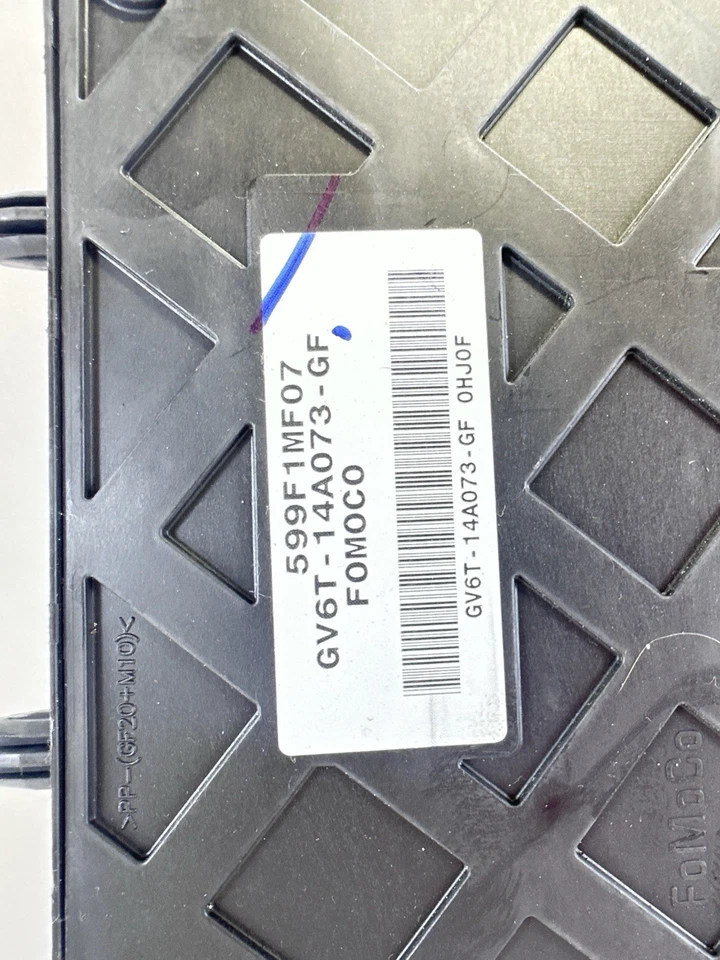 599F1MF07
GV6T-14A073-GF
FOMOCO
GV6T-14A073-GF 0HJ0F
>PP-(GF20+M10)<
FoMoCo